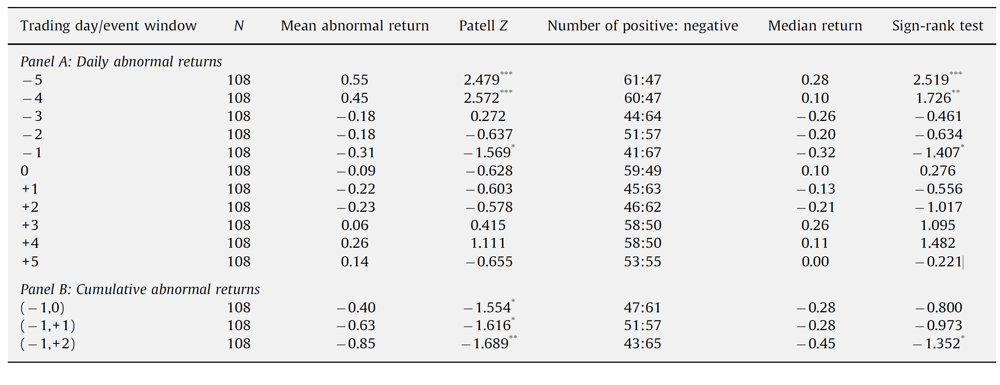 Trading day/event window N Mean abnormal return Patell Z Number of positive: negative Median return Sign-rank test
Panel A: Daily abnormal returns
−5 108 0.55 2.479*** 61:47 0.28 2.519***
−4 108 0.45 2.572*** 60:47 0.10 1.726**
−3 108 −0.18 0.272 44:64 −0.26 −0.461
−2 108 −0.18 −0.637 51:57 −0.20 −0.634
−1 108 −0.31 −1.569* 41:67 −0.32 −1.407*
0 108 −0.09 −0.628 59:49 0.10 0.276
+1 108 −0.22 −0.603 45:63 −0.13 −0.556
+2 108 −0.23 −0.578 46:62 −0.21 −1.017
+3 108 0.06 0.415 58:50 0.26 1.095
+4 108 0.26 1.111 58:50 0.11 1.482
+5 108 0.14 −0.655 53:55 0.00 −0.221
Panel B: Cumulative abnormal returns
(−1,0) 108 −0.40 −1.554* 47:61 −0.28 −0.800
(−1,+1) 108 −0.63 −1.616* 51:57 −0.28 −0.973
(−1,+2) 108 −0.85 −1.689** 43:65 −0.45 −1.352*